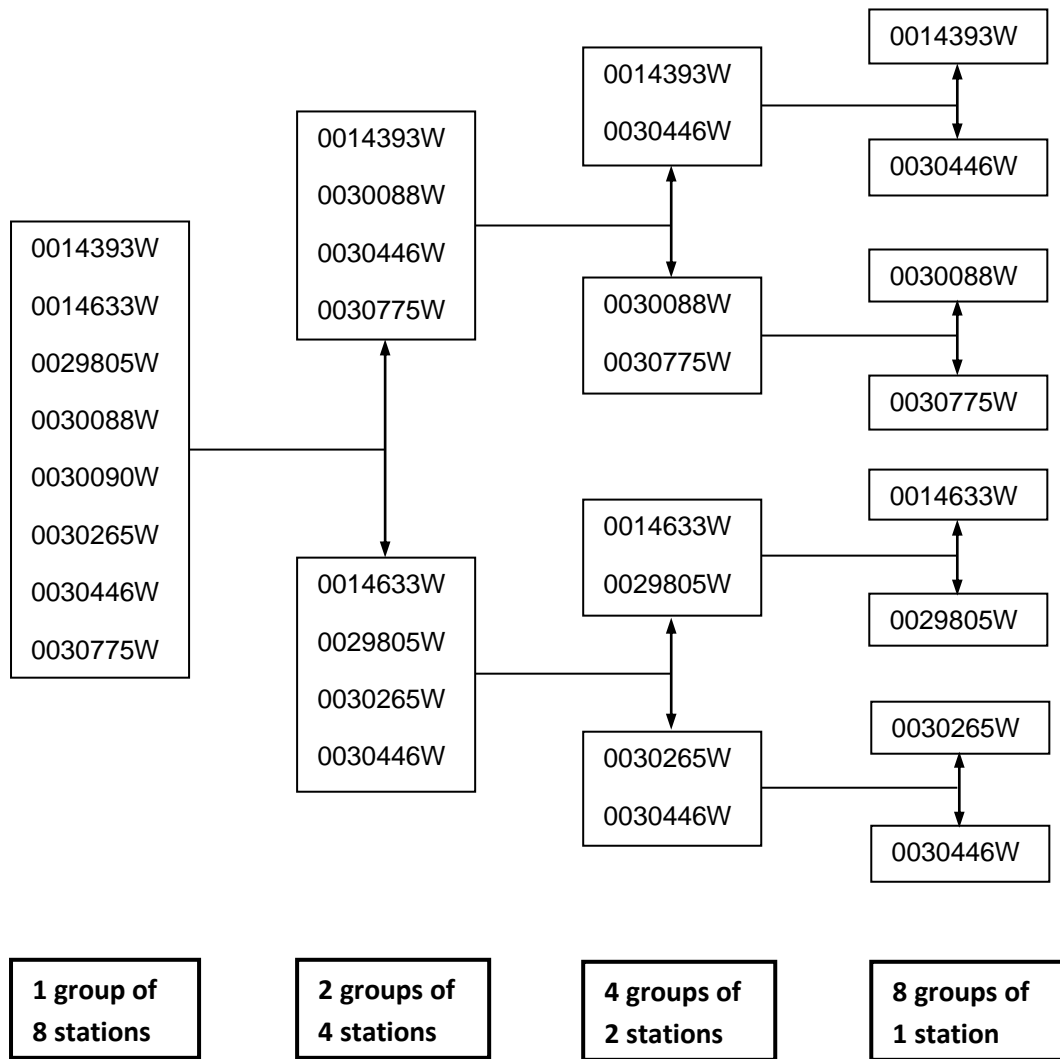 0014393W
0014633W
0029805W
0030088W
0030090W
0030265W
0030446W
0030775W
0014393W
0030088W
0030446W
0030775W
0014633W
0029805W
0030265W
0030446W
0014393W
0030446W
0030088W
0030775W
0014633W
0029805W
0030265W
0030446W
0014393W
0030446W
0030088W
0030775W
0014633W
0029805W
0030265W
0030446W
1 group of
8 stations
2 groups of
4 stations
4 groups of
2 stations
8 groups of
1 station